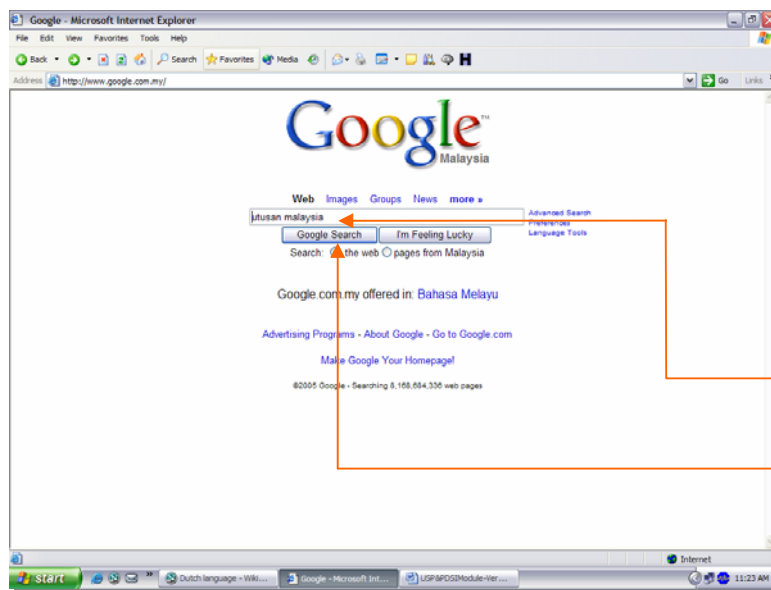 Google - Microsoft Internet Explorer
File Edit View Favorites Tools Help
Back Search Favorites Media
Address http://www.google.com.my/ Go Links
Google™
Malaysia
Web Images Groups News more »
utusan malaysia
Advanced Search
Preferences
Language Tools
Google Search I'm Feeling Lucky
Search: the web pages from Malaysia
Google.com.my offered in: Bahasa Melayu
Advertising Programs - About Google - Go to Google.com
Make Google Your Homepage!
©2005 Google - Searching 8,168,684,336 web pages
Internet
start Dutch language - Wiki... Google - Microsoft Int... USP&PDSIModule-Ver... 11:23 AM